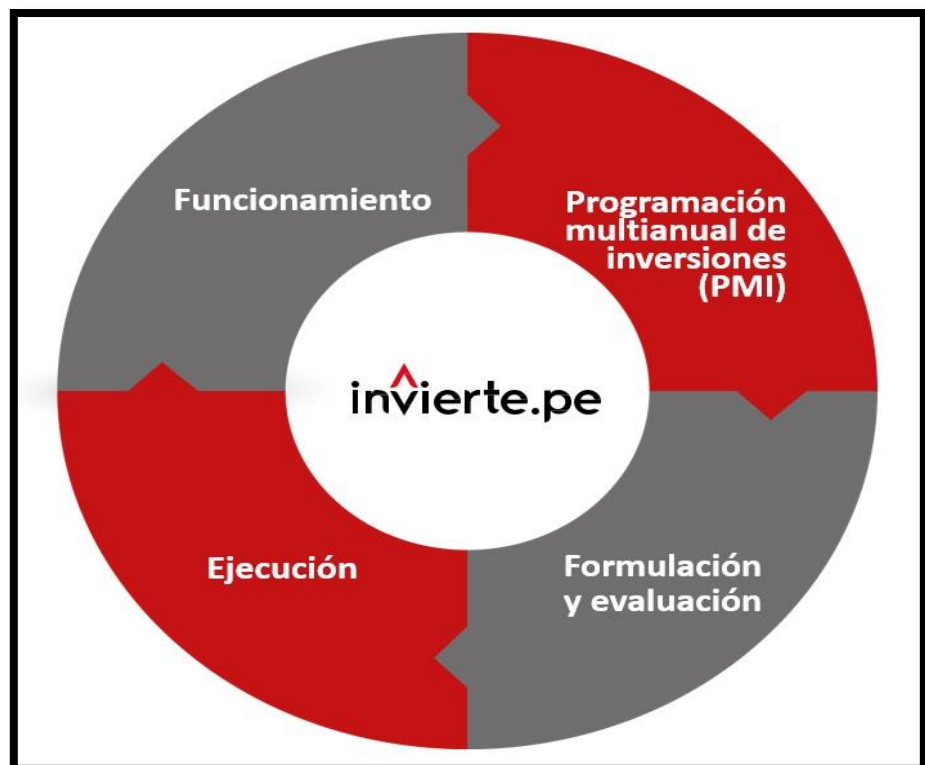 Funcionamiento
Programación
multianual de
inversiones
(PMI)
invierte.pe
Ejecución
Formulación
y evaluación